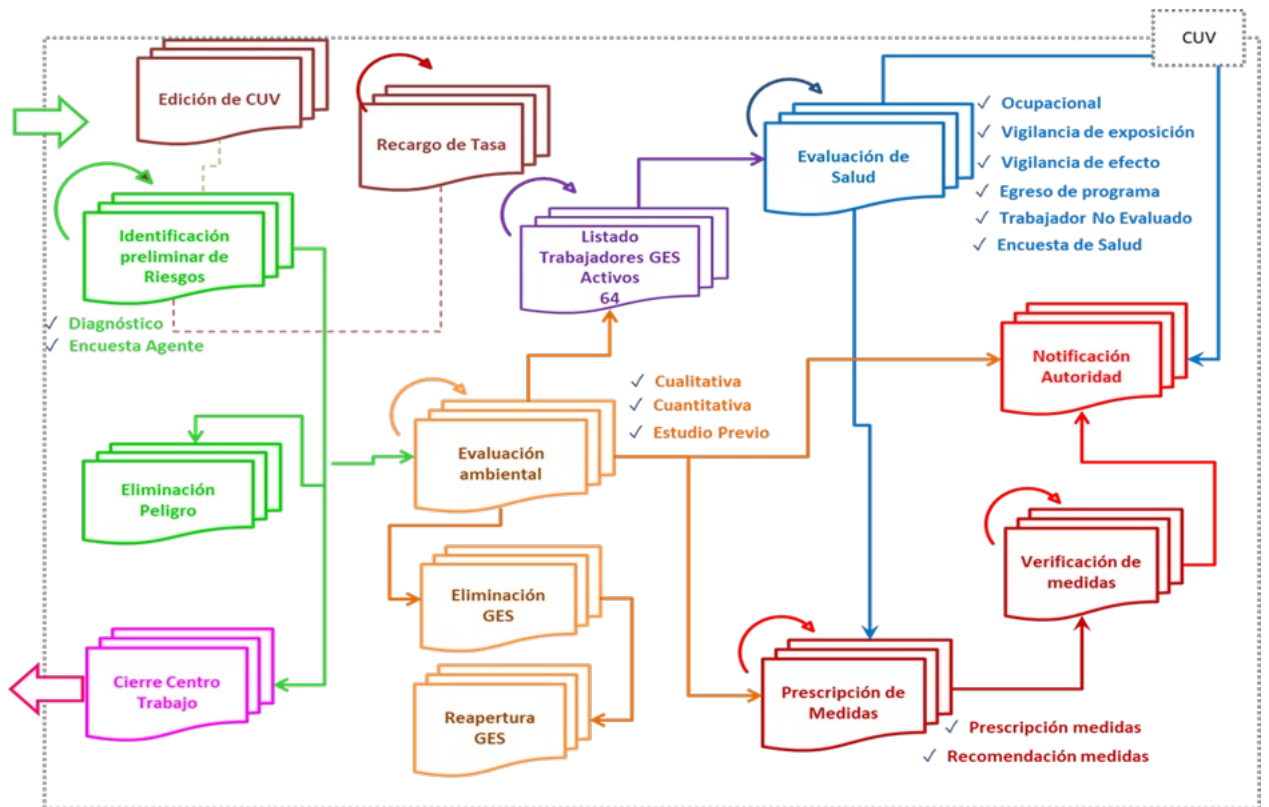 CUV
Edición de CUV
Recargo de Tasa
Evaluación de
Salud
✓ Ocupacional
✓ Vigilancia de exposición
✓ Vigilancia de efecto
✓ Egreso de programa
✓ Trabajador No Evaluado
✓ Encuesta de Salud
Identificación
preliminar de
Riesgos
✓ Diagnóstico
✓ Encuesta Agente
Listado
Trabajadores GES
Activos
64
Notificación
Autoridad
✓ Cualitativa
✓ Cuantitativa
✓ Estudio Previo
Evaluación
ambiental
Eliminación
Peligro
Eliminación
GES
Verificación de
medidas
Cierre Centro
Trabajo
Reapertura
GES
Prescripción de
Medidas
✓ Prescripción medidas
✓ Recomendación medidas